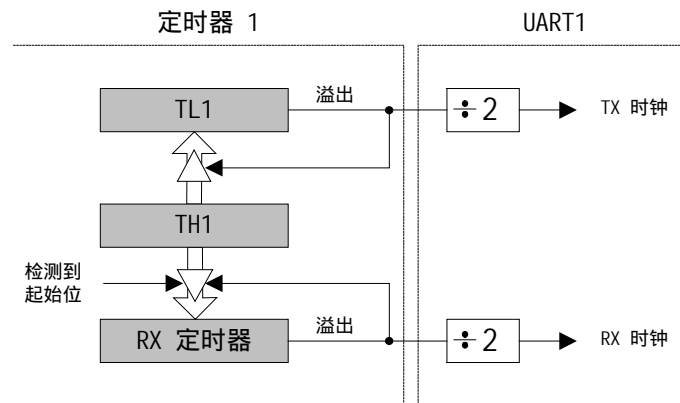 定时器 1
UART1
TL1
溢出
÷2
TX 时钟
TH1
检测到
起始位
RX 定时器
溢出
÷2
RX 时钟